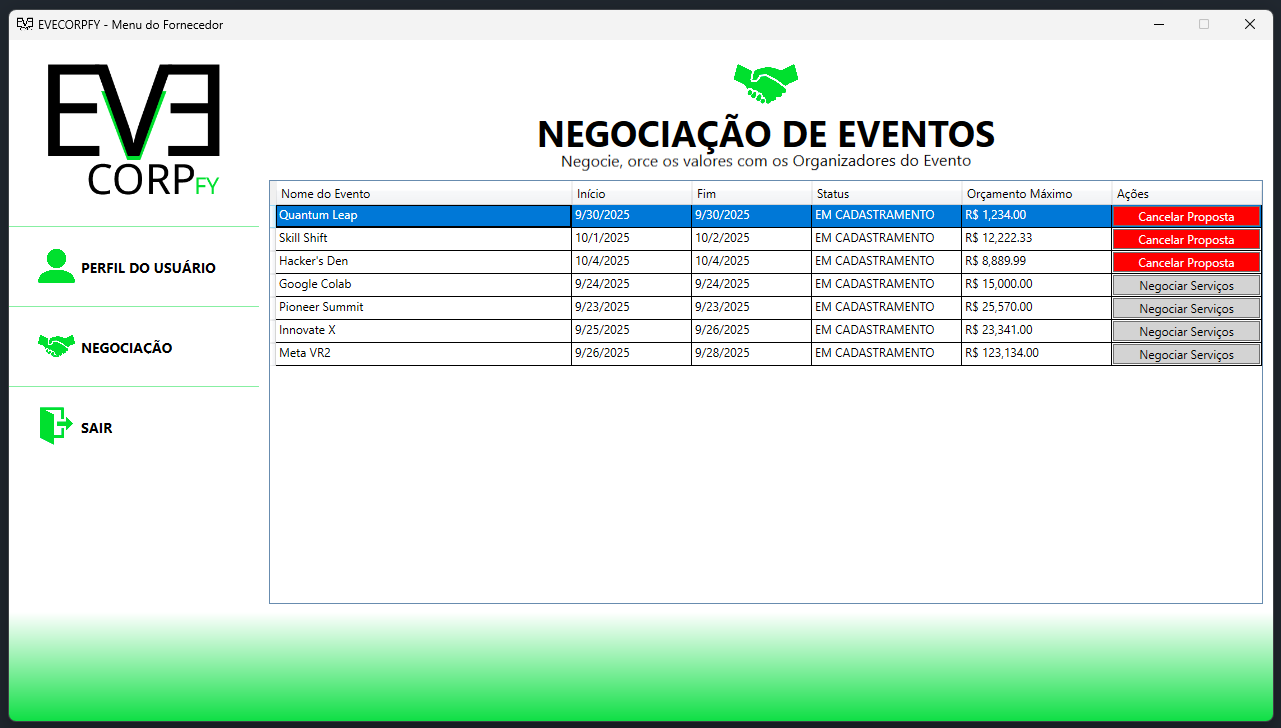 EVECORPFY - Menu do Fornecedor
EVE
CORPFY
PERFIL DO USUÁRIO
NEGOCIAÇÃO
SAIR
NEGOCIAÇÃO DE EVENTOS
Negocie, orce os valores com os Organizadores do Evento
Nome do Evento Início Fim Status Orçamento Máximo Ações
Quantum Leap 9/30/2025 9/30/2025 EM CADASTRAMENTO R$ 1,234.00 Cancelar Proposta
Skill Shift 10/1/2025 10/2/2025 EM CADASTRAMENTO R$ 12,222.33 Cancelar Proposta
Hacker's Den 10/4/2025 10/4/2025 EM CADASTRAMENTO R$ 8,889.99 Cancelar Proposta
Google Colab 9/24/2025 9/24/2025 EM CADASTRAMENTO R$ 15,000.00 Negociar Serviços
Pioneer Summit 9/23/2025 9/23/2025 EM CADASTRAMENTO R$ 25,570.00 Negociar Serviços
Innovate X 9/25/2025 9/26/2025 EM CADASTRAMENTO R$ 23,341.00 Negociar Serviços
Meta VR2 9/26/2025 9/28/2025 EM CADASTRAMENTO R$ 123,134.00 Negociar Serviços